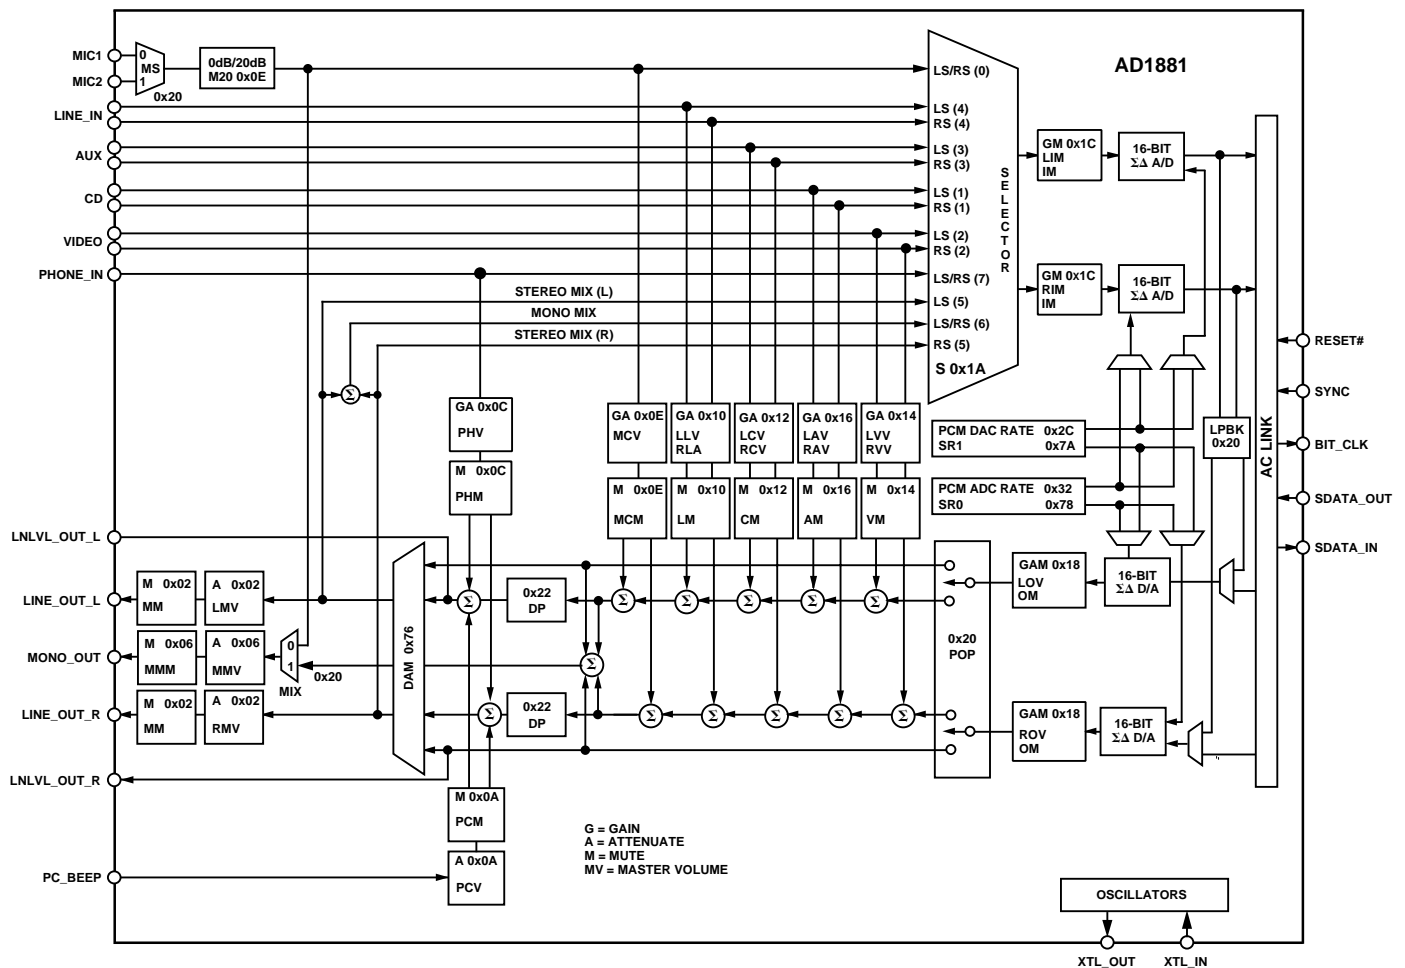 AD1881
MIC1
MIC2
0
MS
1
0x20
0dB/20dB
M20 0x0E
LINE_IN
AUX
CD
VIDEO
PHONE_IN
STEREO MIX (L)
MONO MIX
STEREO MIX (R)
LS/RS (0)
LS (4)
RS (4)
LS (3)
RS (3)
LS (1)
RS (1)
LS (2)
RS (2)
LS/RS (7)
LS (5)
LS/RS (6)
RS (5)
SELECTOR
S 0x1A
GM 0x1C
LIM
IM
16-BIT
ΣΔ A/D
GM 0x1C
RIM
IM
16-BIT
ΣΔ A/D
RESET#
SYNC
BIT_CLK
SDATA_OUT
SDATA_IN
AC LINK
LPBK
0x20
PCM DAC RATE 0x2C
SR1 0x7A
PCM ADC RATE 0x32
SR0 0x78
Σ
GA 0x0C
PHV
M 0x0C
PHM
GA 0x0E
MCV
GA 0x10
LLV
RLA
GA 0x12
LCV
RCV
GA 0x16
LAV
RAV
GA 0x14
LVV
RVV
M 0x0E
MCM
M 0x10
LM
M 0x12
CM
M 0x16
AM
M 0x14
VM
LNLVL_OUT_L
LINE_OUT_L
MONO_OUT
LINE_OUT_R
LNLVL_OUT_R
PC_BEEP
M 0x02
MM
A 0x02
LMV
M 0x06
MMM
A 0x06
MMV
0
1
MIX
0x20
M 0x02
MM
A 0x02
RMV
DAM 0x76
Σ
0x22
DP
Σ Σ Σ Σ Σ
Σ
Σ
0x22
DP
Σ Σ Σ Σ Σ
0x20
POP
GAM 0x18
LOV
OM
16-BIT
ΣΔ D/A
GAM 0x18
ROV
OM
16-BIT
ΣΔ D/A
M 0x0A
PCM
A 0x0A
PCV
G = GAIN
A = ATTENUATE
M = MUTE
MV = MASTER VOLUME
OSCILLATORS
XTL_OUT
XTL_IN